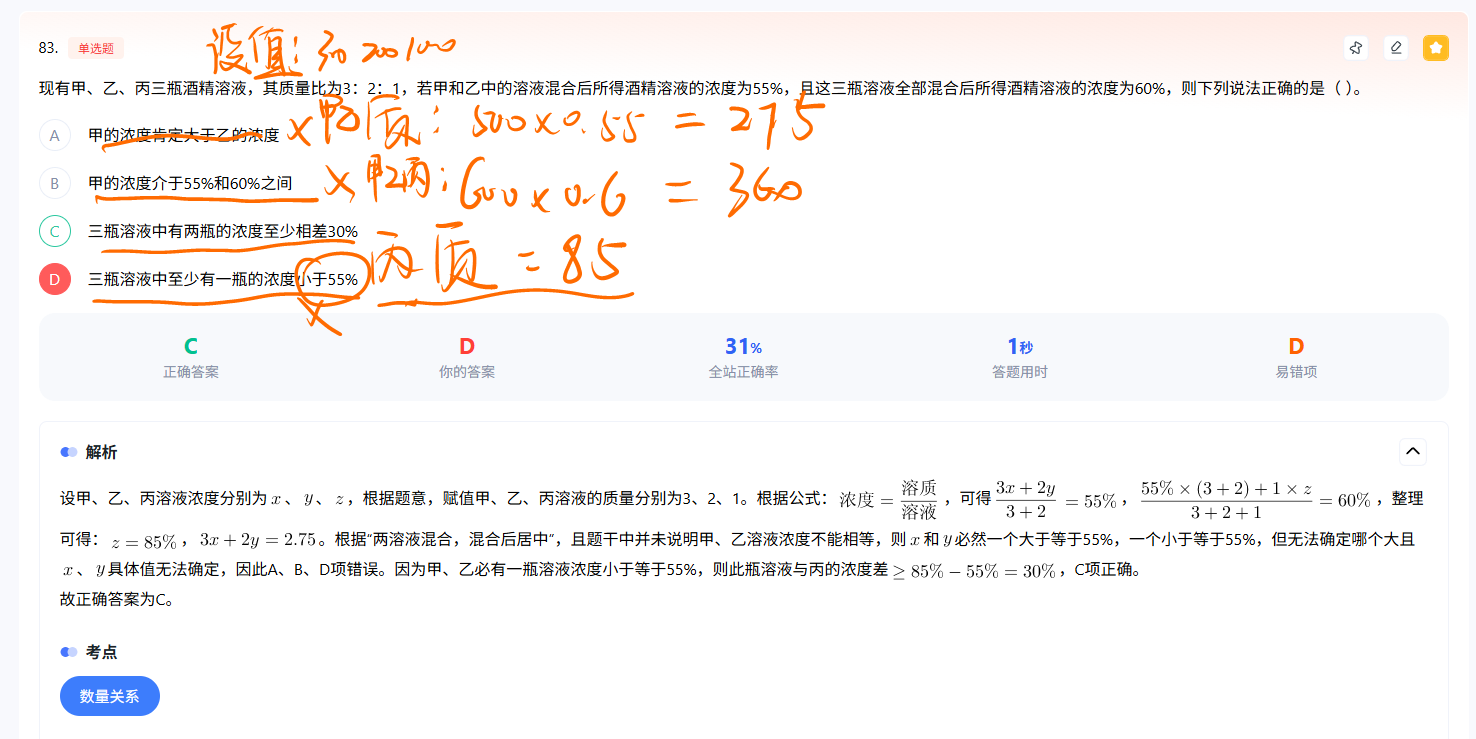 83. 单选题
设值: 300 200 100
现有甲、乙、丙三瓶酒精溶液，其质量比为3：2：1，若甲和乙中的溶液混合后所得酒精溶液的浓度为55%，且这三瓶溶液全部混合后所得酒精溶液的浓度为60%，则下列说法正确的是（ ）。
A 甲的浓度肯定大于乙的浓度
× 甲乙质: 500×0.55 = 275
B 甲的浓度介于55%和60%之间
× 甲乙丙: 600×0.6 = 360
C 三瓶溶液中有两瓶的浓度至少相差30%
丙质 = 85
D 三瓶溶液中至少有一瓶的浓度小于55%
×
C D 31% 1秒 D
正确答案 你的答案 全站正确率 答题用时 易错项
解析
设甲、乙、丙溶液浓度分别为 x 、 y 、 z ，根据题意，赋值甲、乙、丙溶液的质量分别为3、2、1。根据公式：浓度 = 溶质/溶液 ，可得 (3x + 2y)/(3 + 2) = 55% ， (55% × (3 + 2) + 1 × z)/(3 + 2 + 1) = 60% ，整理
可得： z = 85% ， 3x + 2y = 2.75 。根据“两溶液混合，混合后居中”，且题干中并未说明甲、乙溶液浓度不能相等，则 x 和 y 必然一个大于等于55%，一个小于等于55%，但无法确定哪个大且
x 、 y 具体值无法确定，因此A、B、D项错误。因为甲、乙必有一瓶溶液浓度小于等于55%，则此瓶溶液与丙的浓度差 ≥ 85% − 55% = 30% ，C项正确。
故正确答案为C。
考点
数量关系